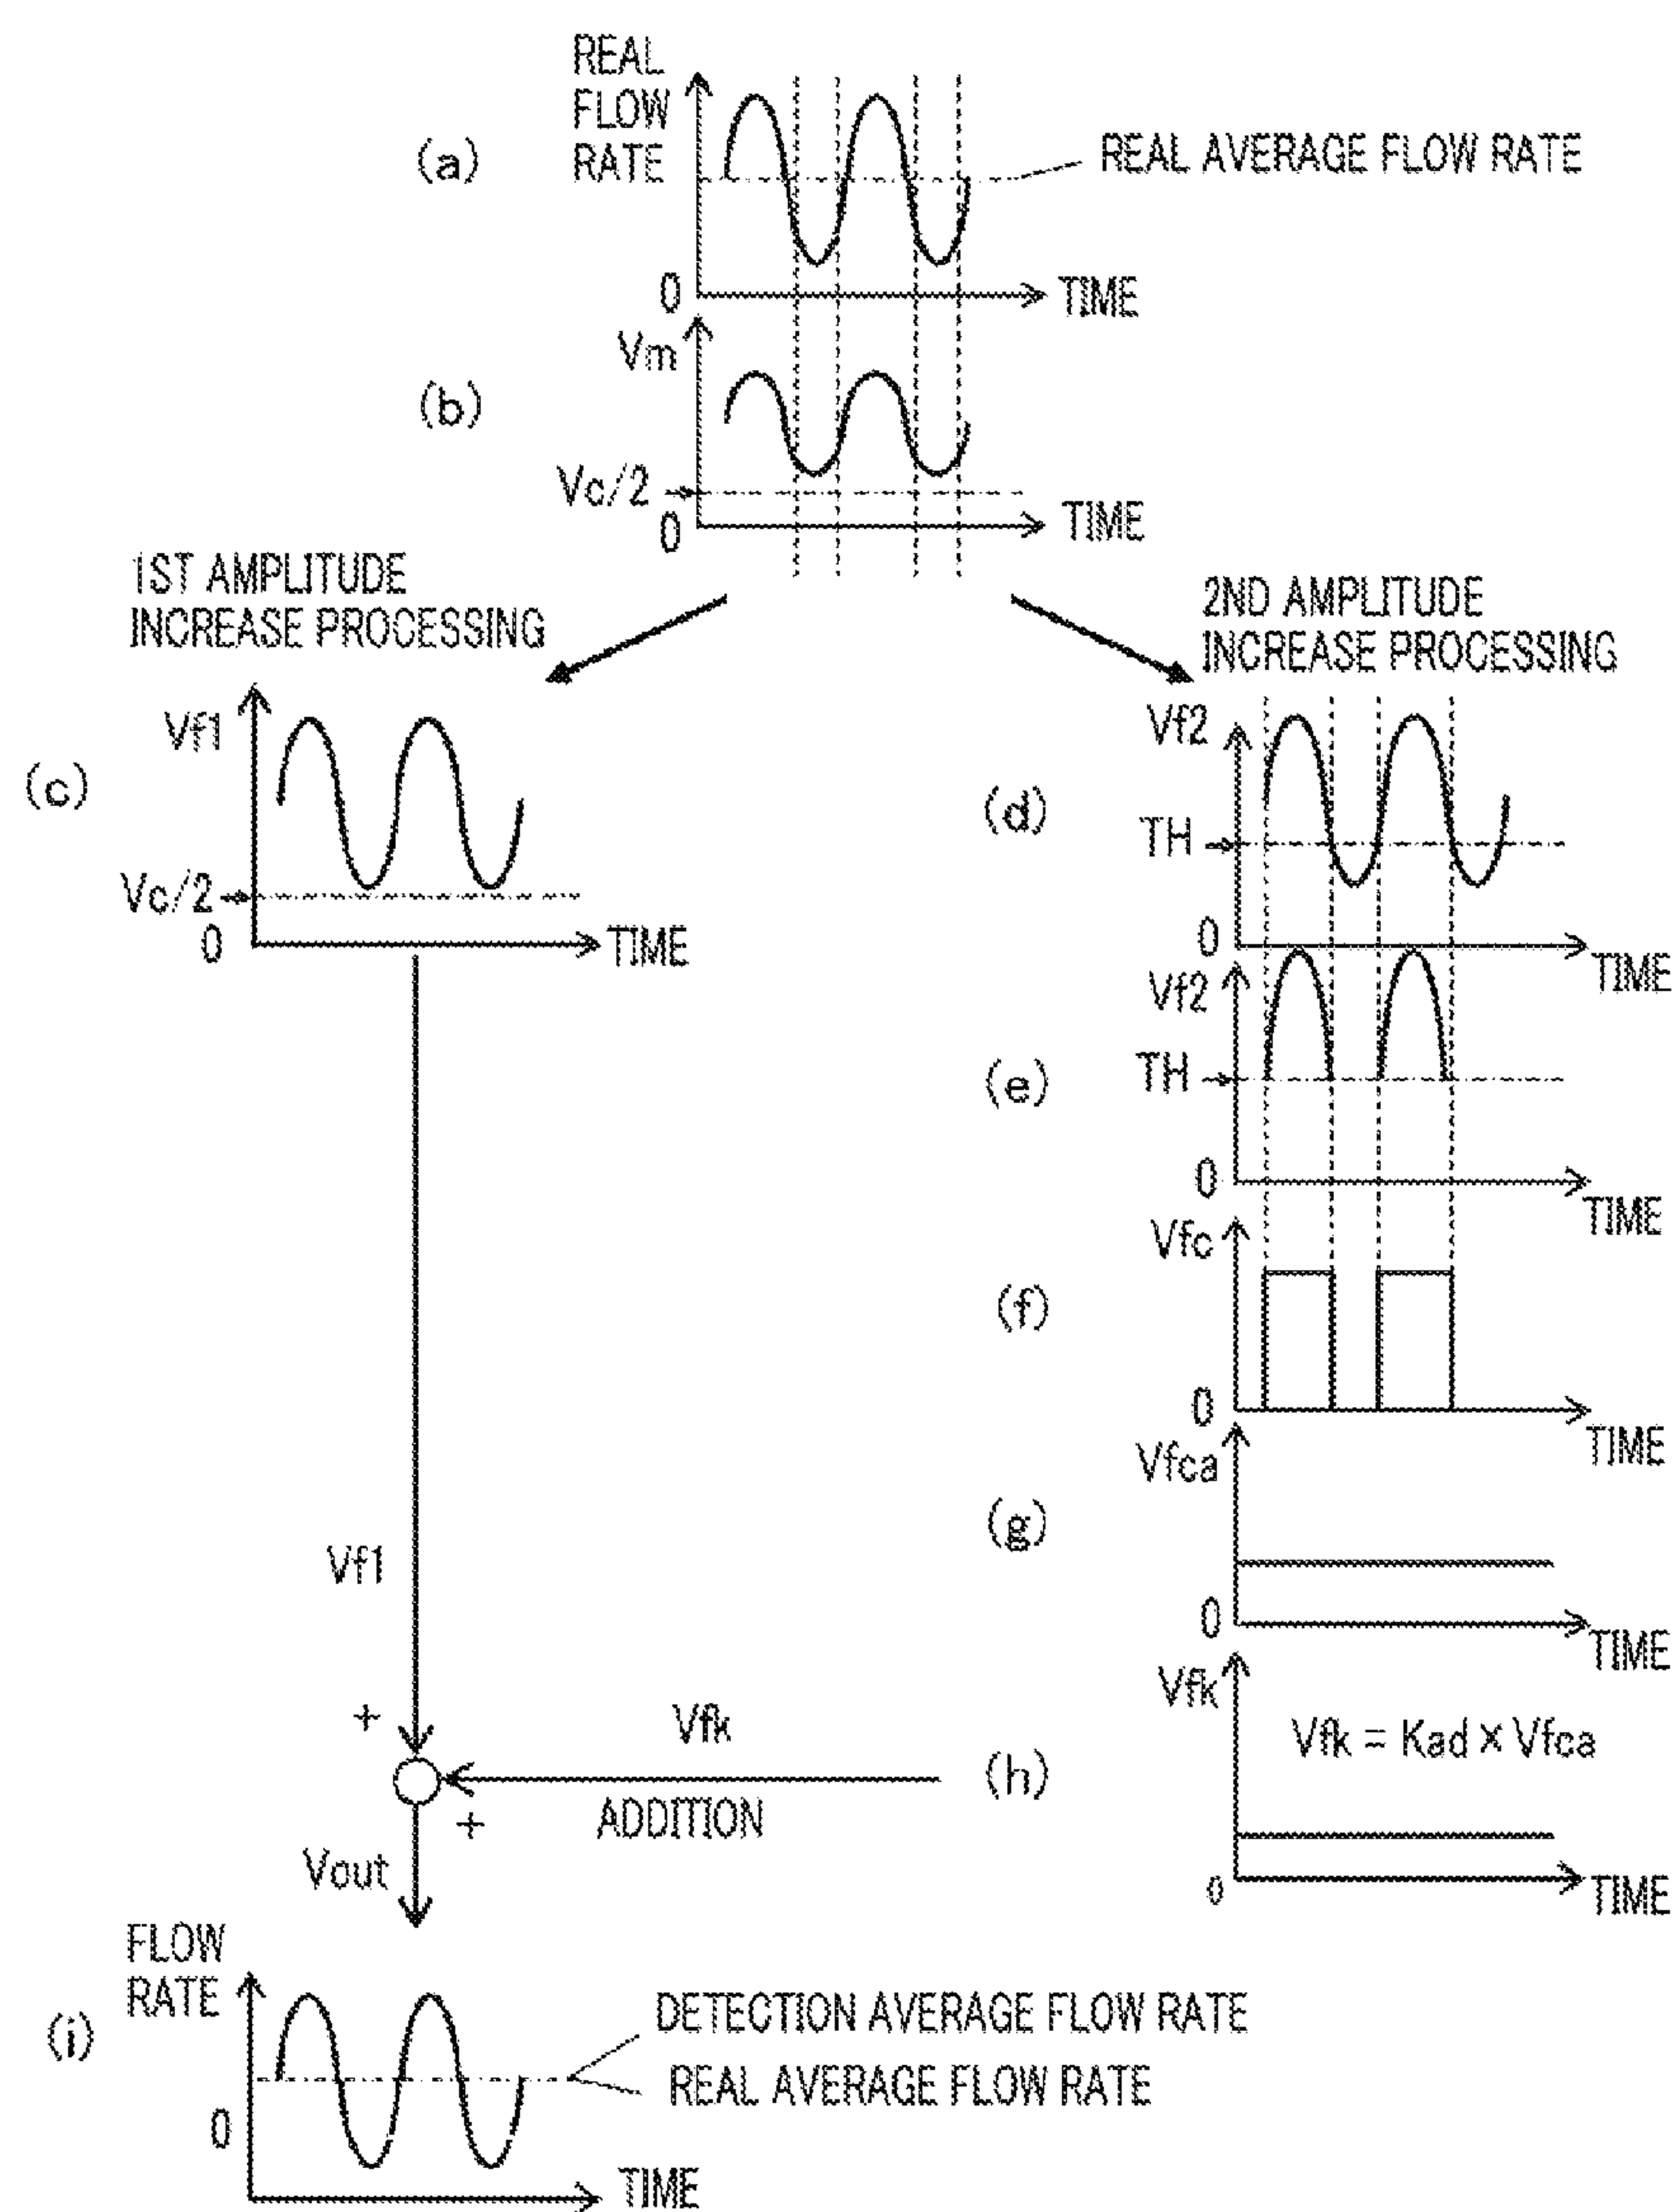 REAL
FLOW
RATE
(a)
REAL AVERAGE FLOW RATE
0
TIME
Vm
(b)
Vc/2
0
TIME
1ST AMPLITUDE
INCREASE PROCESSING
2ND AMPLITUDE
INCREASE PROCESSING
Vf1
(c)
Vc/2
0
TIME
Vf2
(d)
TH
0
TIME
Vf2
(e)
TH
0
TIME
Vfc
(f)
0
TIME
Vfca
(g)
0
TIME
Vf1
+
Vfk
+
ADDITION
Vfk
(h)
Vfk = Kad × Vfca
0
TIME
Vout
FLOW
RATE
(i)
DETECTION AVERAGE FLOW RATE
REAL AVERAGE FLOW RATE
0
TIME